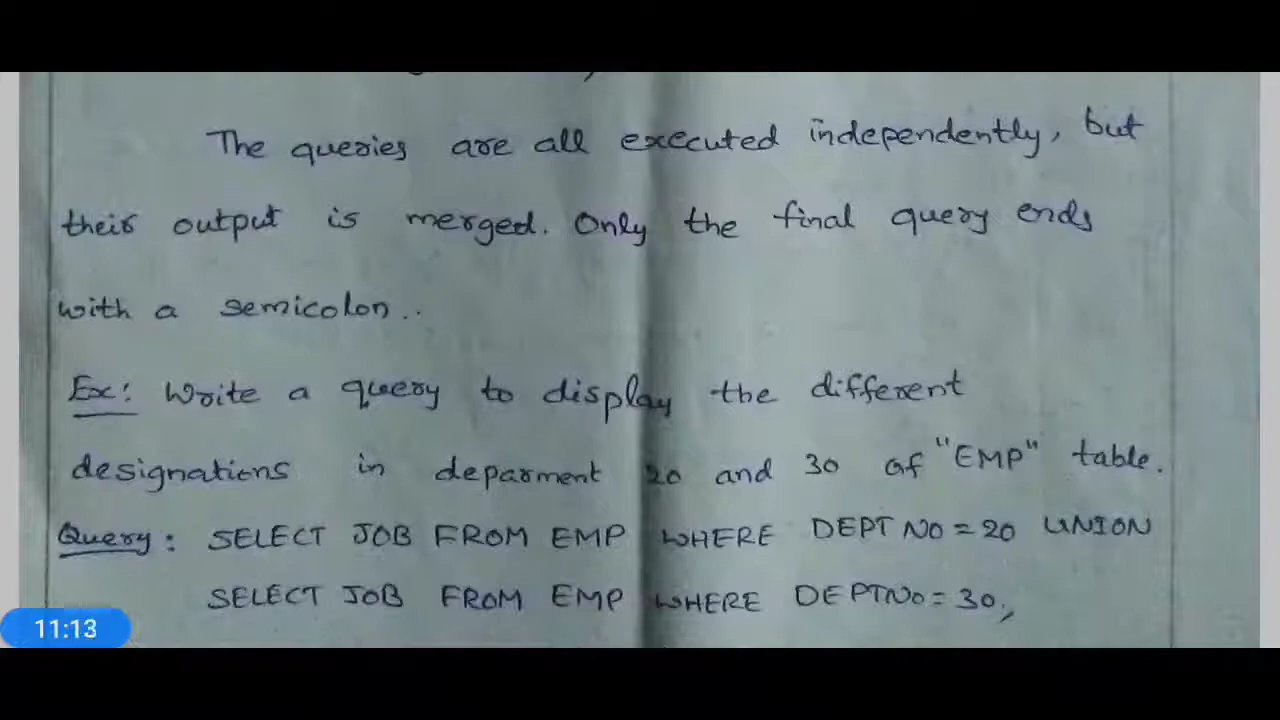 The queries are all executed independently, but
their output is merged. Only the final query ends
with a semicolon..
Ex: Write a query to display the different
designations in deparment 20 and 30 of "EMP" table.
Query: SELECT JOB FROM EMP WHERE DEPTNO = 20 UNION
SELECT JOB FROM EMP WHERE DEPTNO = 30;
11:13